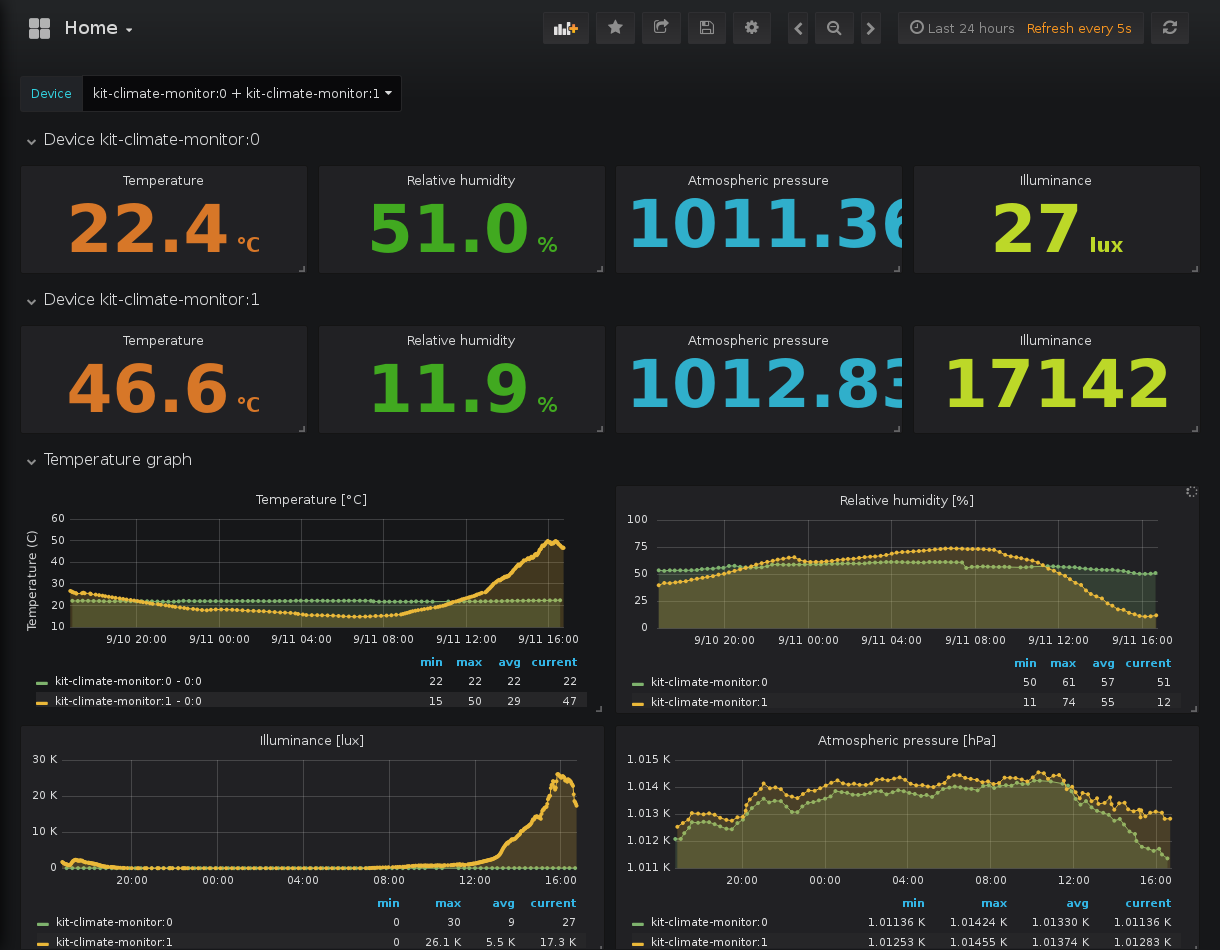 Home
Last 24 hours Refresh every 5s
Device kit-climate-monitor:0 + kit-climate-monitor:1
Device kit-climate-monitor:0
Temperature Relative humidity Atmospheric pressure Illuminance
22.4 °C 51.0 % 1011.36 27 lux
Device kit-climate-monitor:1
Temperature Relative humidity Atmospheric pressure Illuminance
46.6 °C 11.9 % 1012.83 17142
Temperature graph
Temperature [°C]
Temperature (C)
60
50
40
30
20
10
9/10 20:00 9/11 00:00 9/11 04:00 9/11 08:00 9/11 12:00 9/11 16:00
min max avg current
kit-climate-monitor:0 - 0:0 22 22 22 22
kit-climate-monitor:1 - 0:0 15 50 29 47
Relative humidity [%]
100
75
50
25
0
9/10 20:00 9/11 00:00 9/11 04:00 9/11 08:00 9/11 12:00 9/11 16:00
min max avg current
kit-climate-monitor:0 50 61 57 51
kit-climate-monitor:1 11 74 55 12
Illuminance [lux]
30 K
20 K
10 K
0
20:00 00:00 04:00 08:00 12:00 16:00
min max avg current
kit-climate-monitor:0 0 30 9 27
kit-climate-monitor:1 0 26.1 K 5.5 K 17.3 K
Atmospheric pressure [hPa]
1.015 K
1.014 K
1.013 K
1.012 K
1.011 K
20:00 00:00 04:00 08:00 12:00 16:00
min max avg current
kit-climate-monitor:0 1.01136 K 1.01424 K 1.01330 K 1.01136 K
kit-climate-monitor:1 1.01253 K 1.01455 K 1.01374 K 1.01283 K